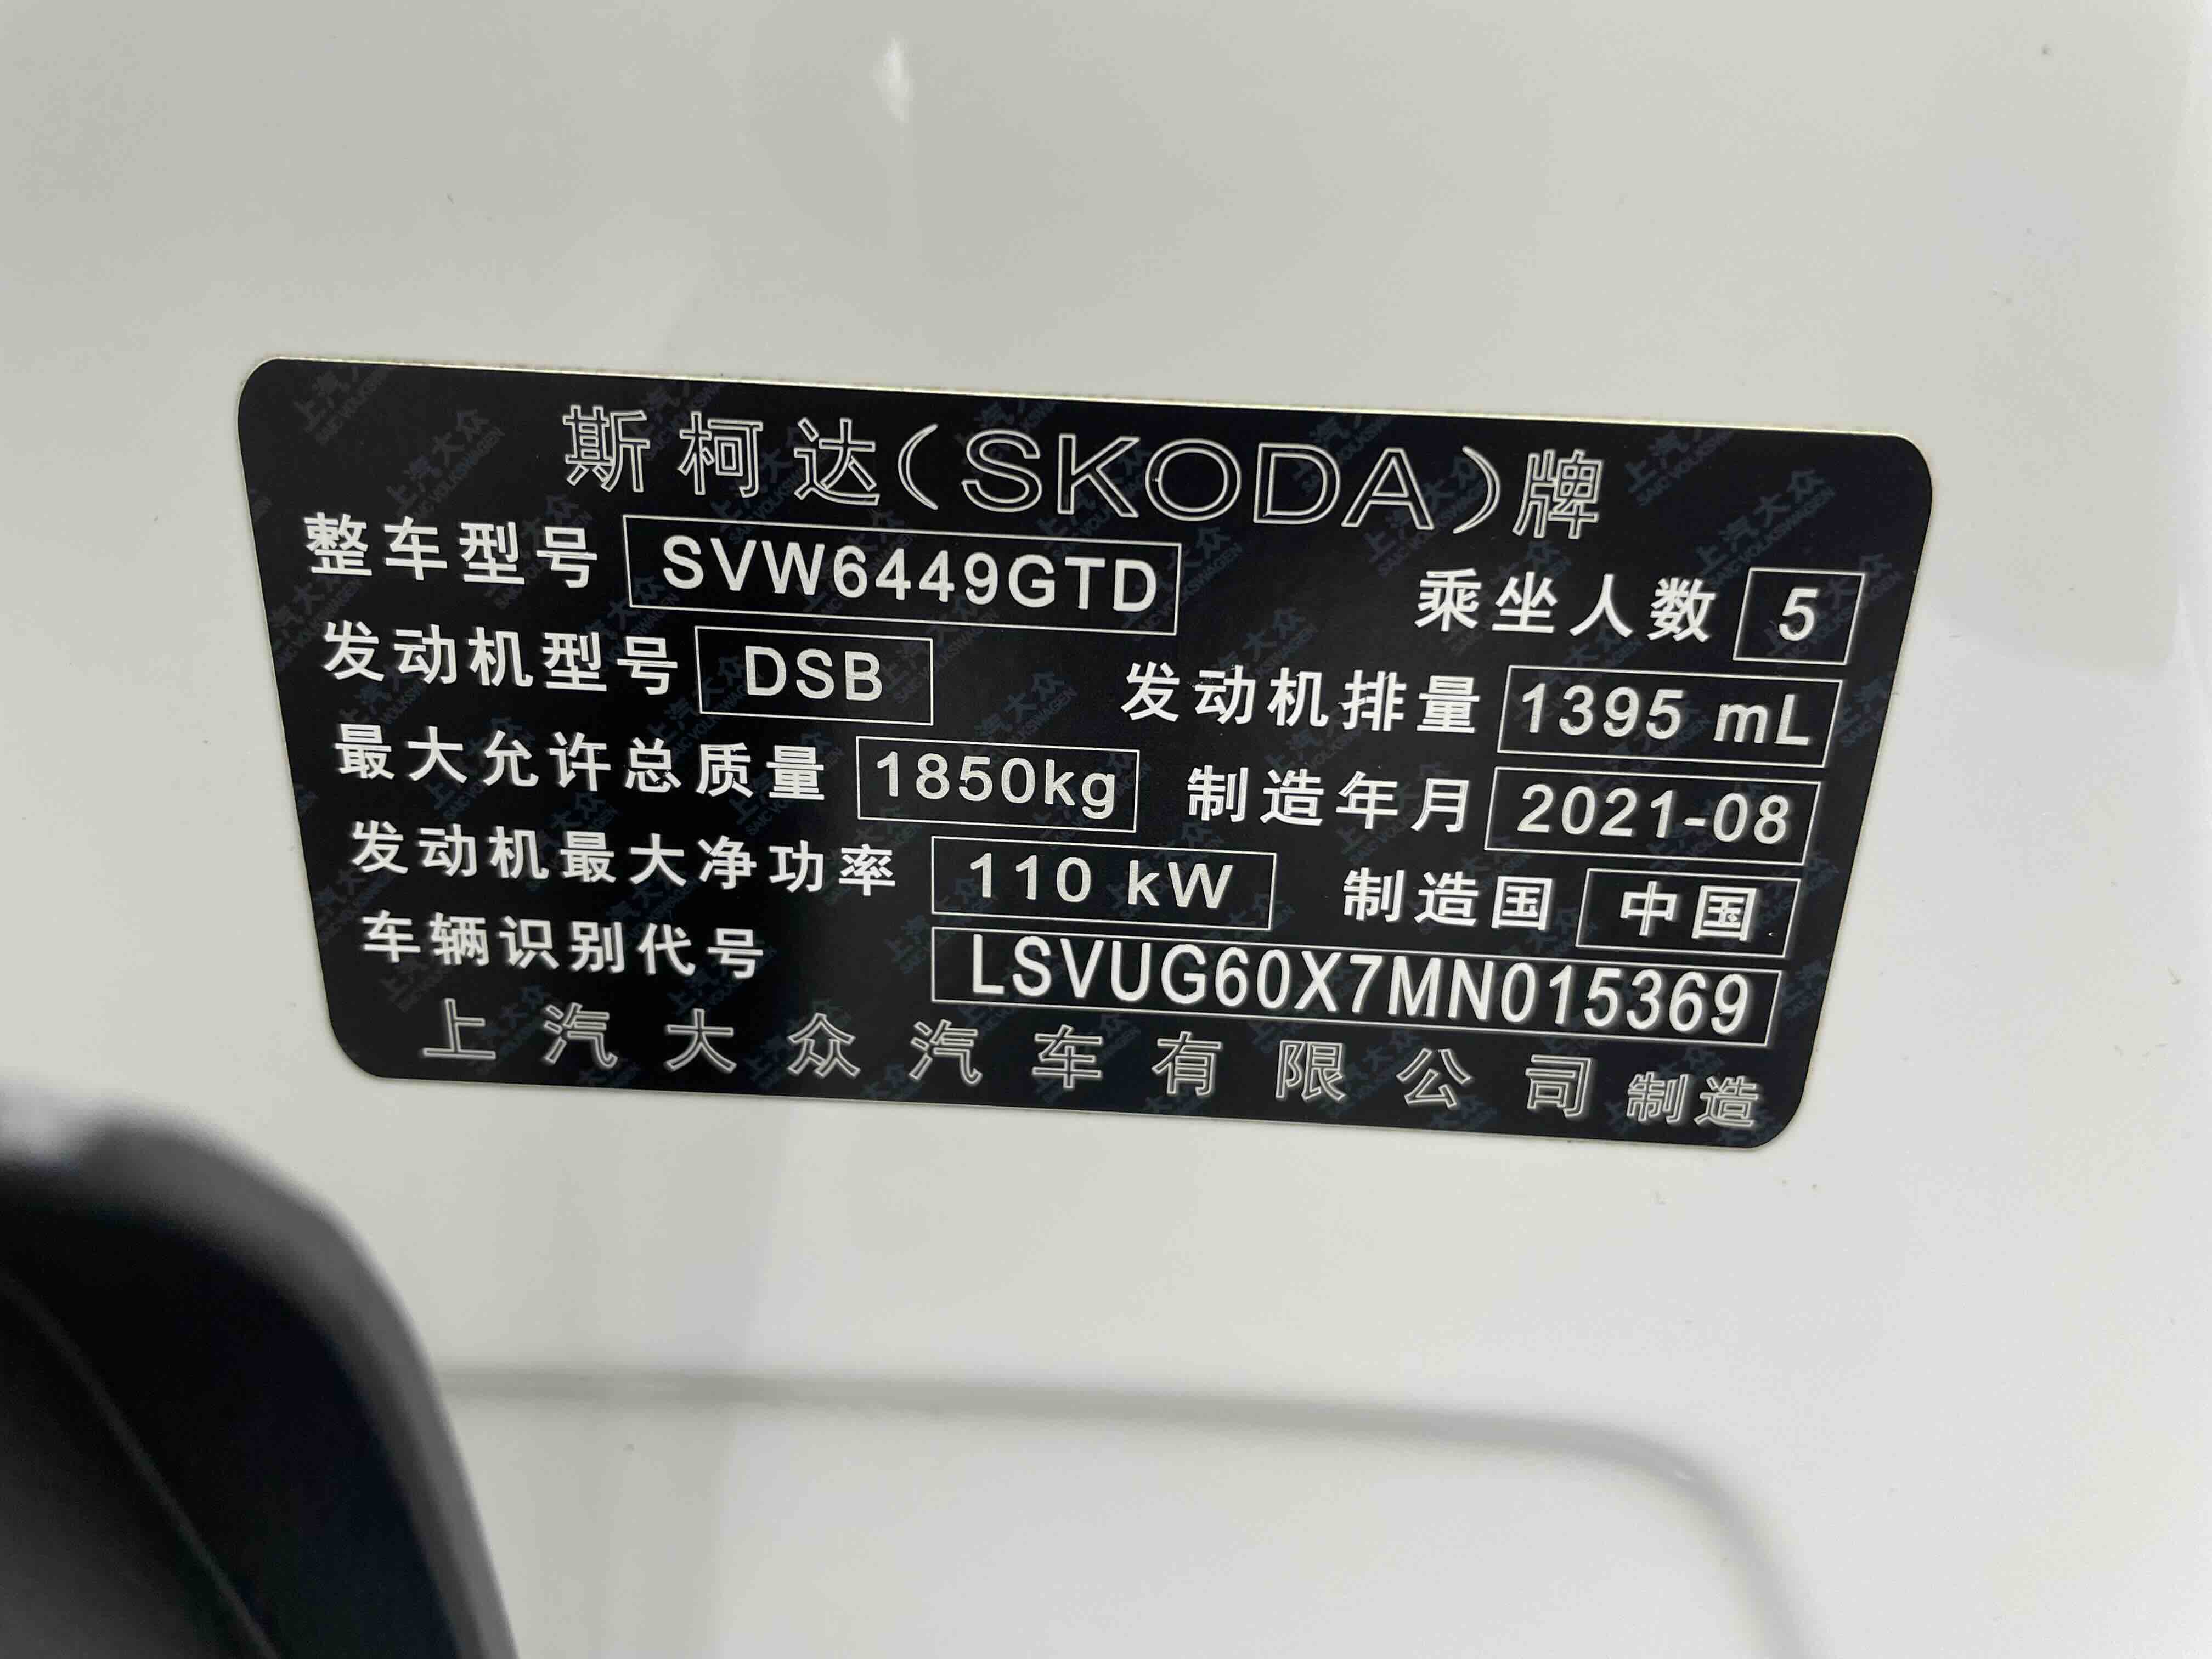 斯柯达(SKODA)牌
整车型号 SVW6449GTD 乘坐人数 5
发动机型号 DSB 发动机排量 1395 mL
最大允许总质量 1850kg 制造年月 2021-08
发动机最大净功率 110 kW 制造国 中国
车辆识别代号 LSVUG60X7MN015369
上汽大众汽车有限公司 制造